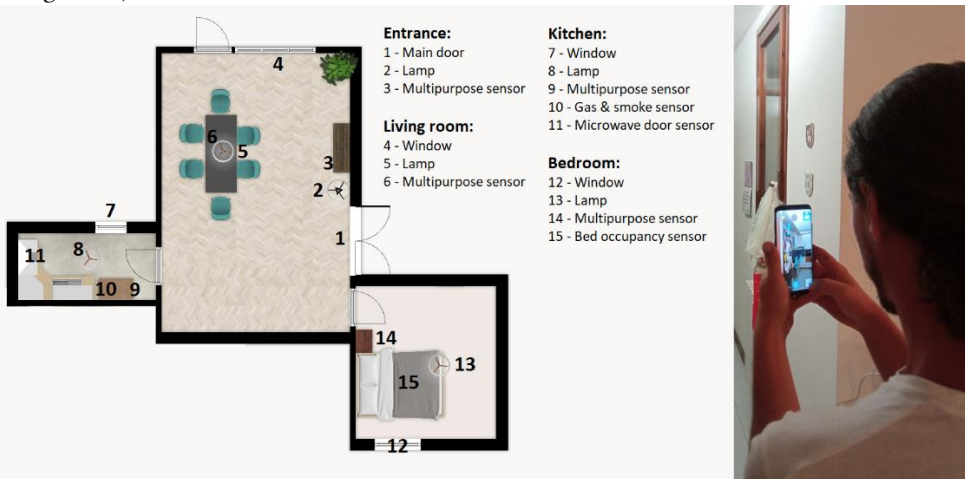 4
6
5
3
2
1
7
8
11
10
9
14
13
15
12
Entrance:
1 - Main door
2 - Lamp
3 - Multipurpose sensor
Living room:
4 - Window
5 - Lamp
6 - Multipurpose sensor
Kitchen:
7 - Window
8 - Lamp
9 - Multipurpose sensor
10 - Gas & smoke sensor
11 - Microwave door sensor
Bedroom:
12 - Window
13 - Lamp
14 - Multipurpose sensor
15 - Bed occupancy sensor